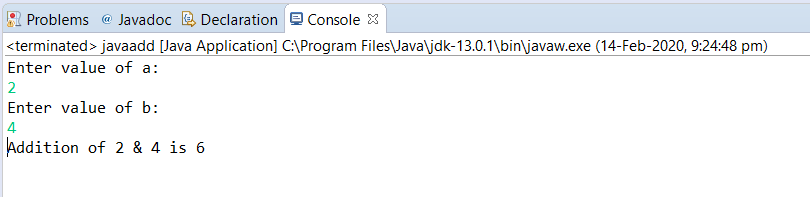 Problems @ Javadoc Declaration Console
<terminated> javaadd [Java Application] C:\Program Files\Java\jdk-13.0.1\bin\javaw.exe (14-Feb-2020, 9:24:48 pm)
Enter value of a:
2
Enter value of b:
4
Addition of 2 & 4 is 6